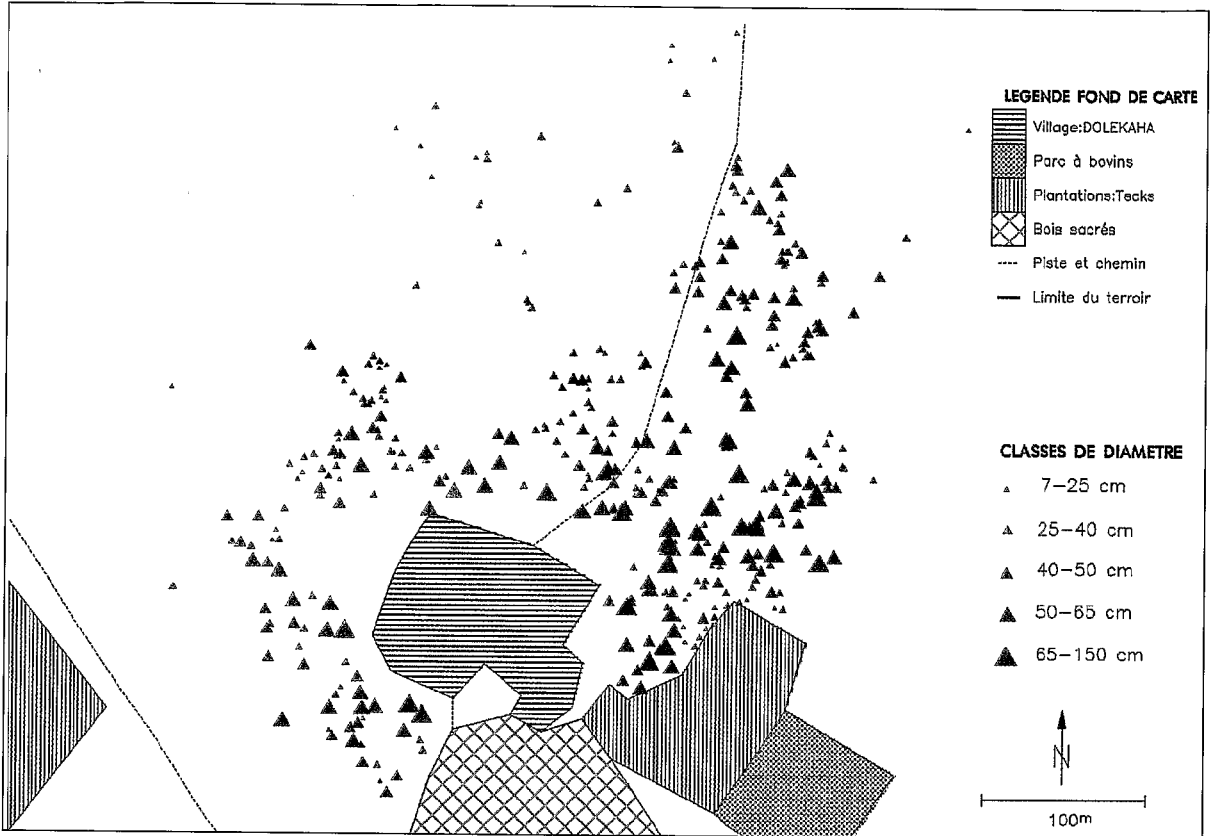 LEGENDE FOND DE CARTE
Village:DOLEKAHA
Parc à bovins
Plantations:Tecks
Bois sacrés
Piste et chemin
Limite du terroir
CLASSES DE DIAMETRE
7-25 cm
25-40 cm
40-50 cm
50-65 cm
65-150 cm
N
100m